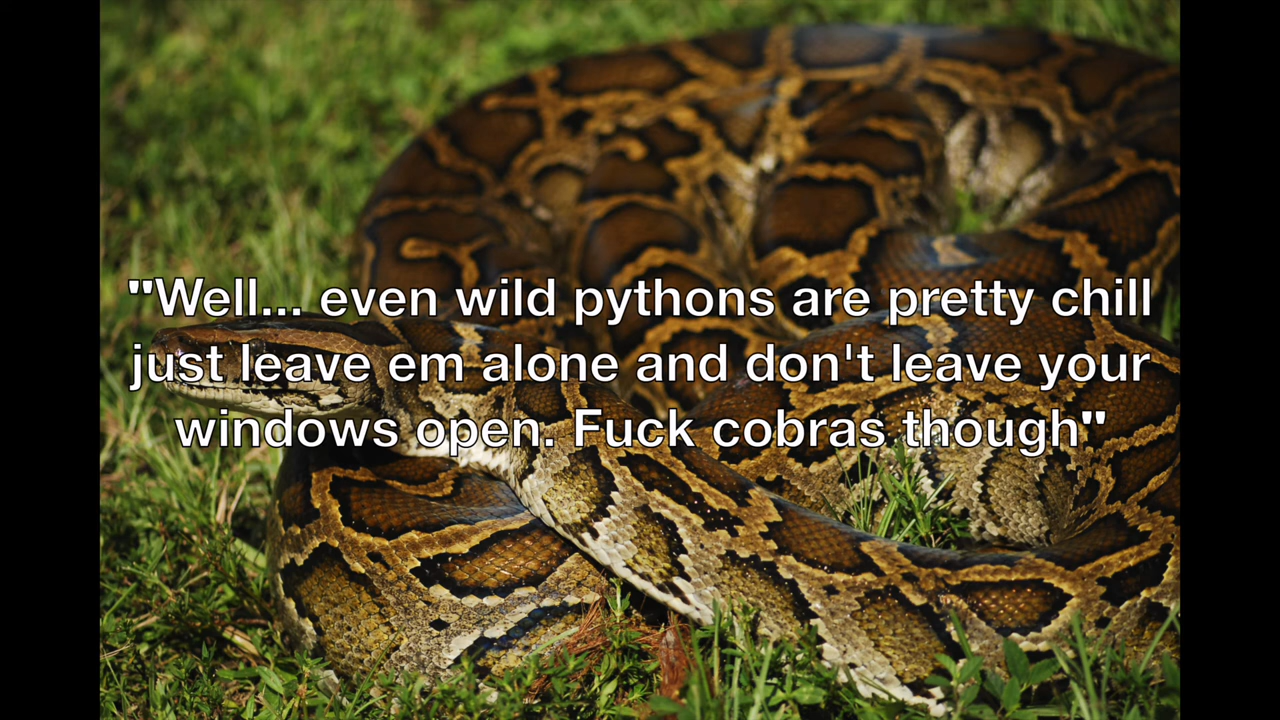 "Well... even wild pythons are pretty chill
just leave em alone and don't leave your
windows open. Fuck cobras though"